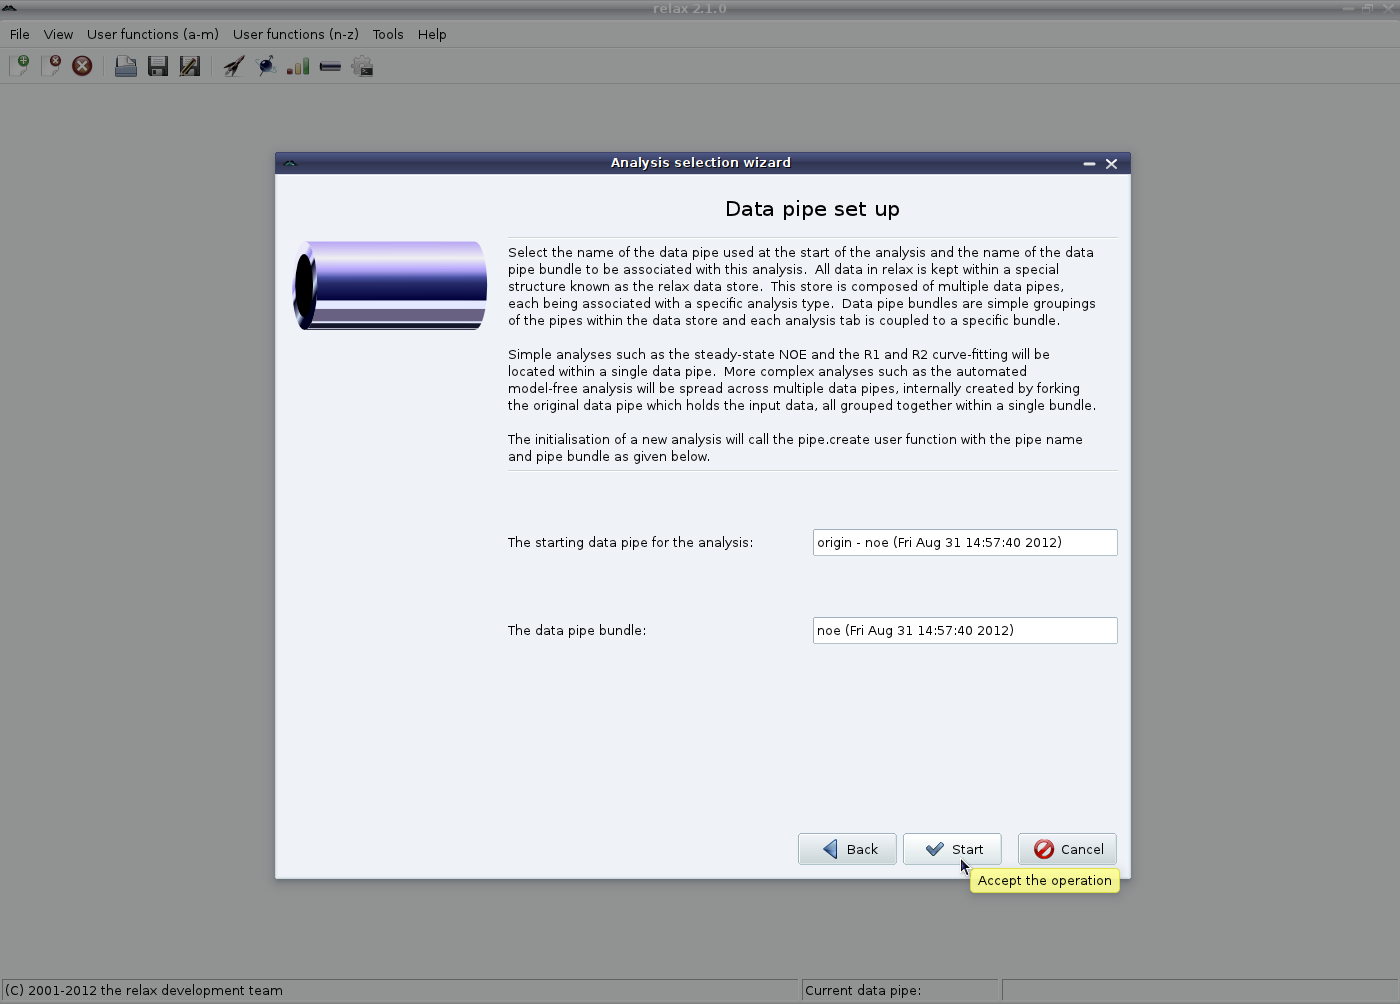 relax 2.1.0
File View User functions (a-m) User functions (n-z) Tools Help
Analysis selection wizard
Data pipe set up
Select the name of the data pipe used at the start of the analysis and the name of the data
pipe bundle to be associated with this analysis.  All data in relax is kept within a special
structure known as the relax data store.  This store is composed of multiple data pipes,
each being associated with a specific analysis type.  Data pipe bundles are simple groupings
of the pipes within the data store and each analysis tab is coupled to a specific bundle.
Simple analyses such as the steady-state NOE and the R1 and R2 curve-fitting will be
located within a single data pipe.  More complex analyses such as the automated
model-free analysis will be spread across multiple data pipes, internally created by forking
the original data pipe which holds the input data, all grouped together within a single bundle.
The initialisation of a new analysis will call the pipe.create user function with the pipe name
and pipe bundle as given below.
The starting data pipe for the analysis: origin - noe (Fri Aug 31 14:57:40 2012)
The data pipe bundle: noe (Fri Aug 31 14:57:40 2012)
Back Start Cancel
Accept the operation
(C) 2001-2012 the relax development team Current data pipe: